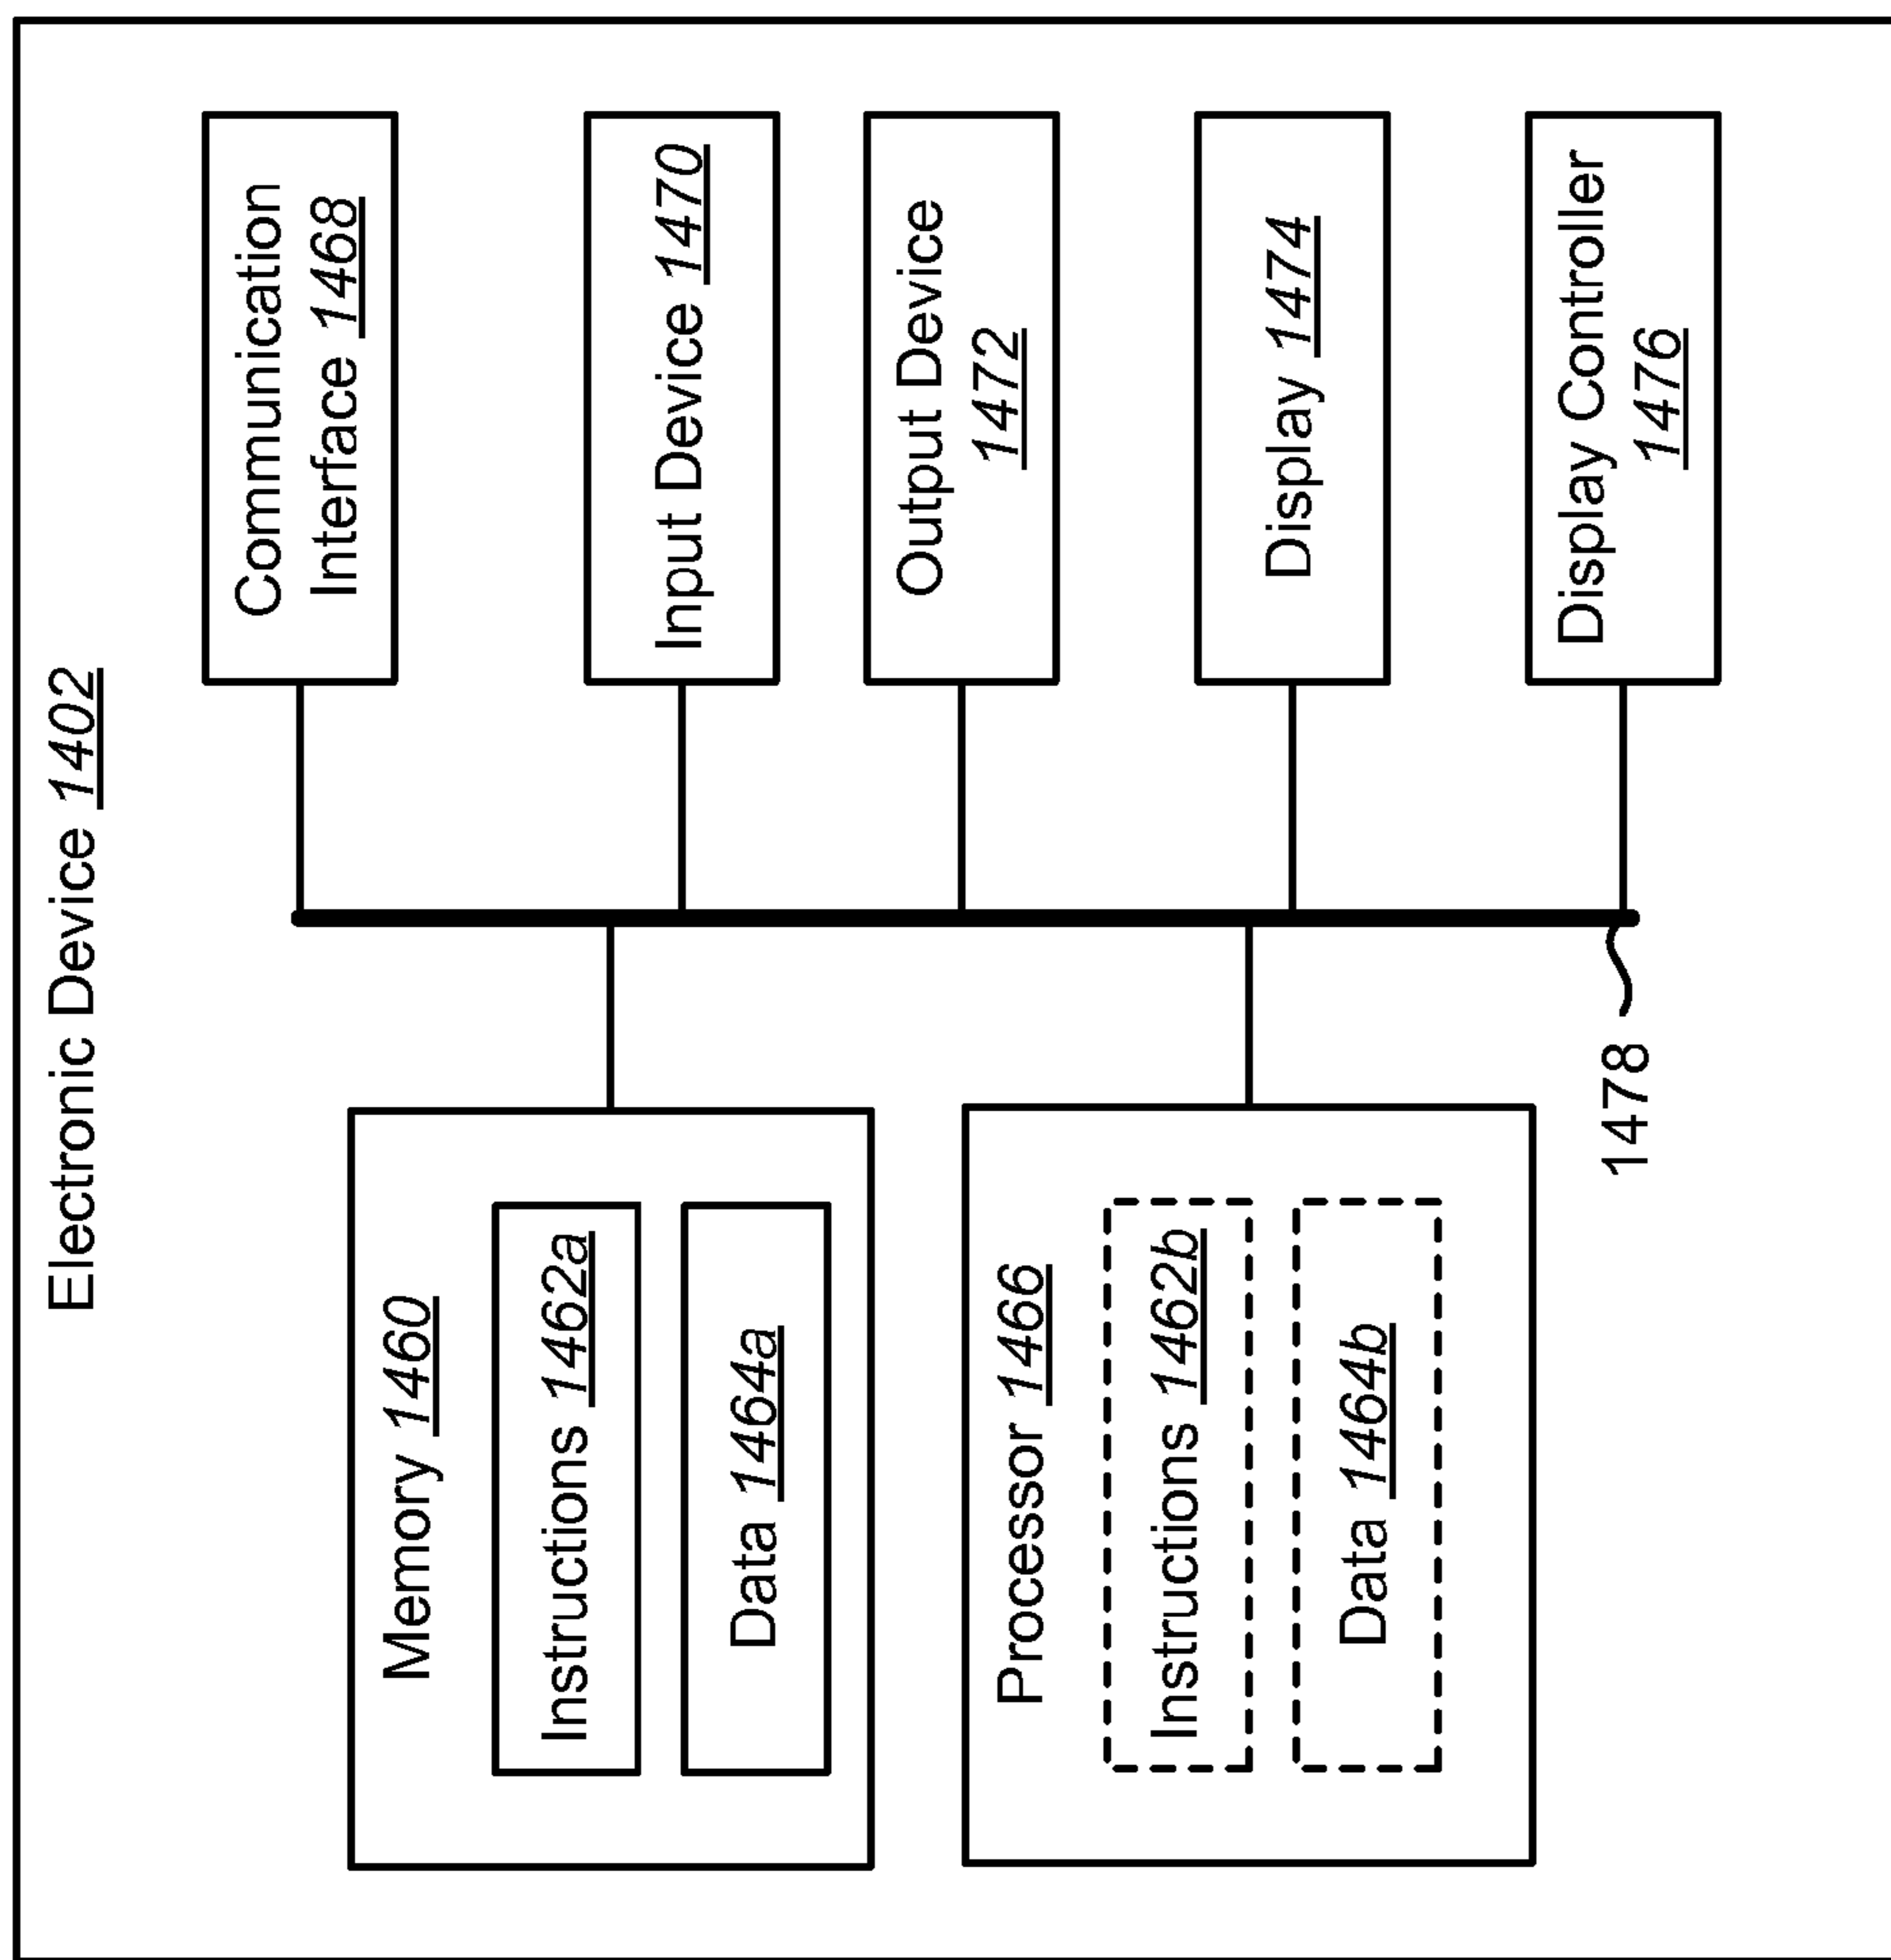 Electronic Device 1402
Memory 1460
Instructions 1462a
Data 1464a
Processor 1466
Instructions 1462b
Data 1464b
1478
Communication
Interface 1468
Input Device 1470
Output Device
1472
Display 1474
Display Controller
1476